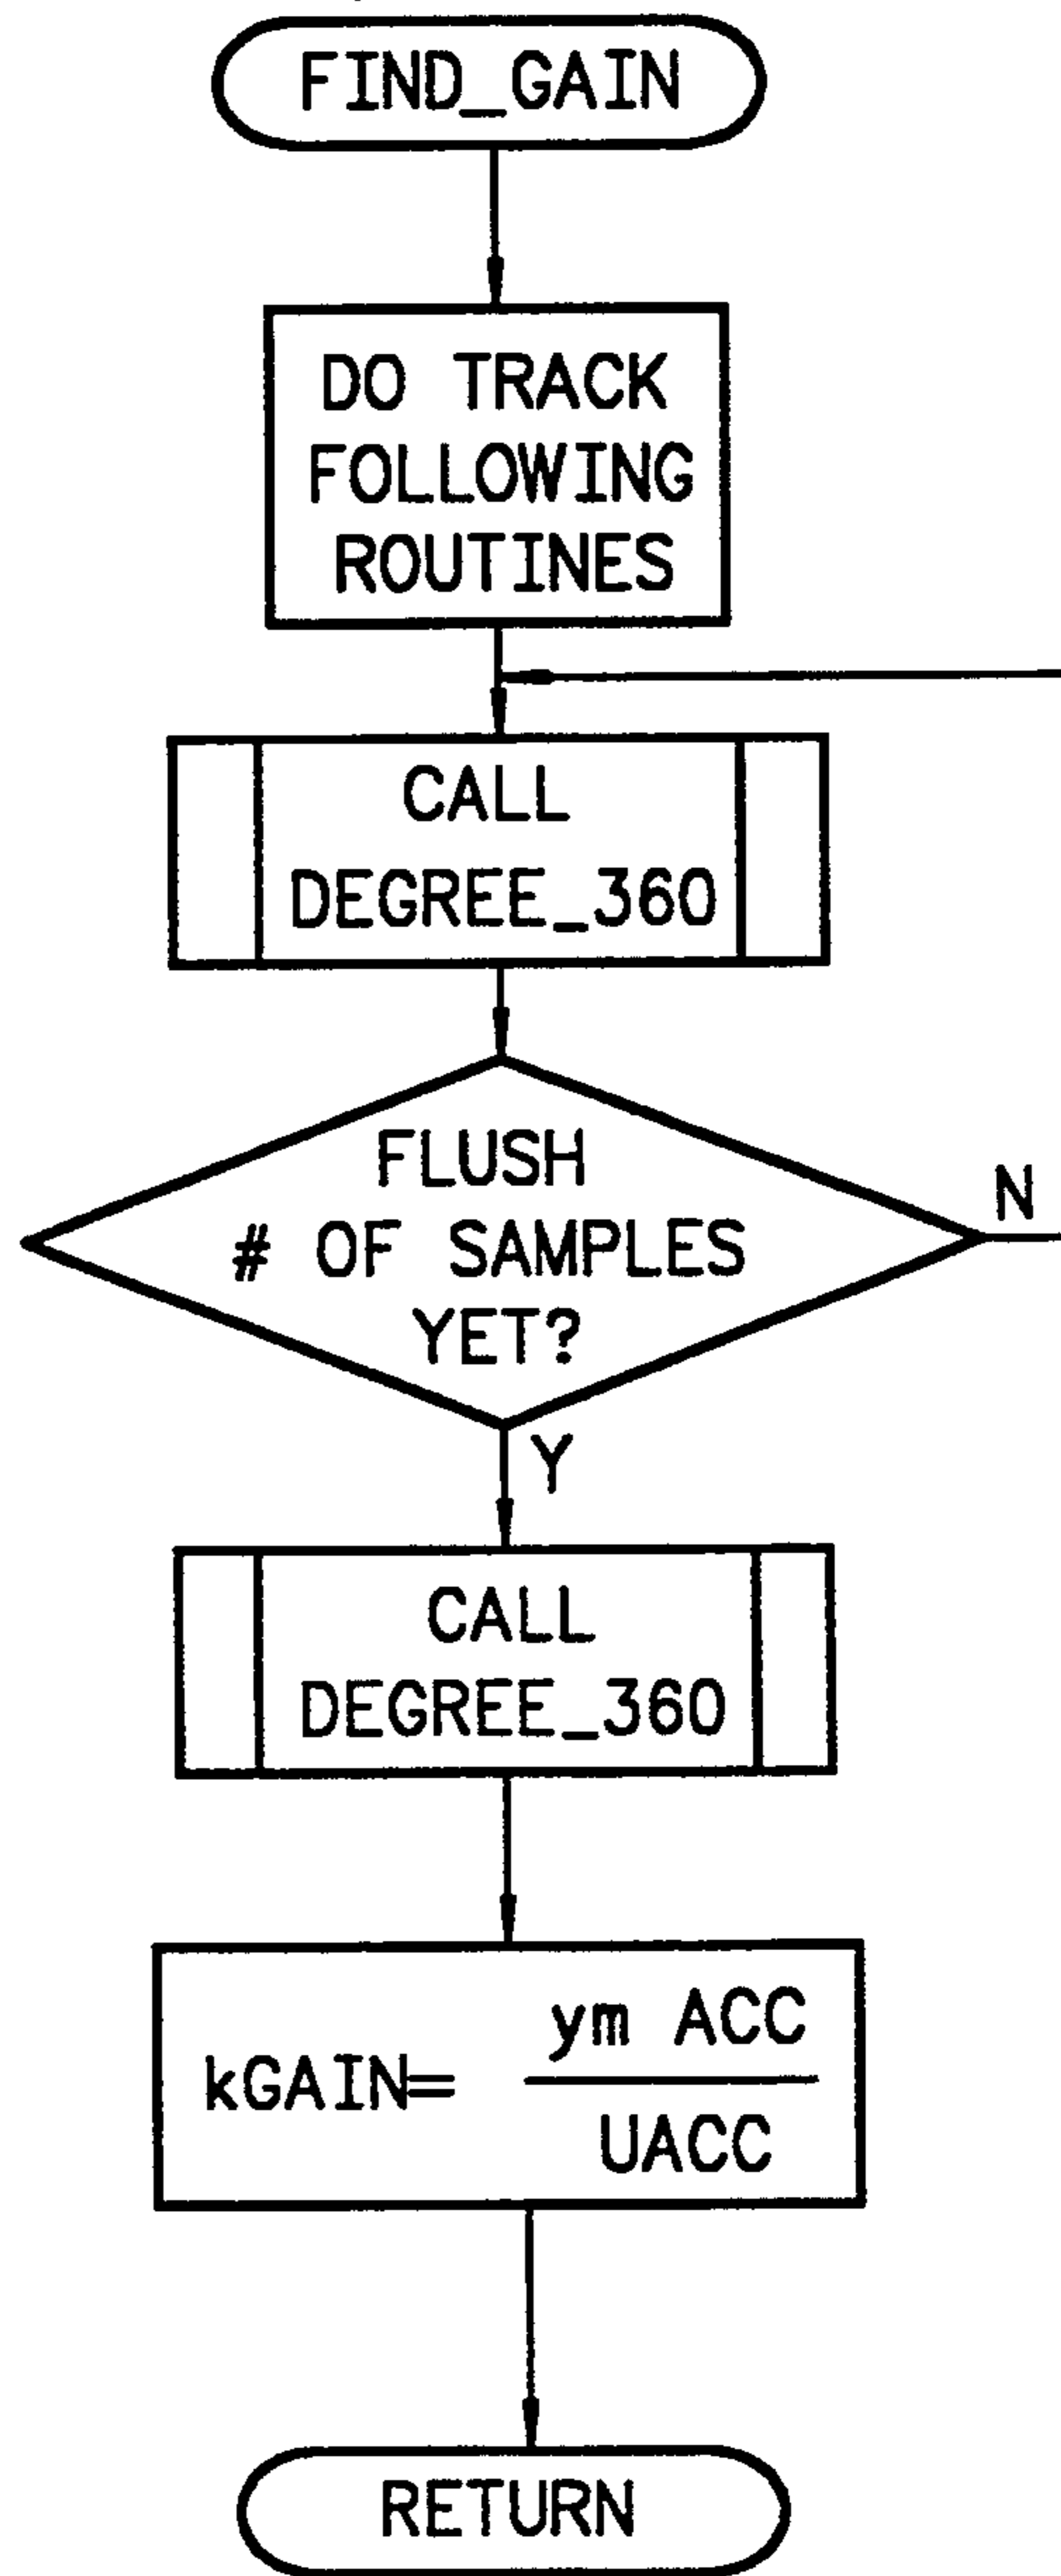 FIND_GAIN
DO TRACK
FOLLOWING
ROUTINES
CALL
DEGREE_360
FLUSH
# OF SAMPLES
YET?
N
Y
CALL
DEGREE_360
kGAIN= ym ACC
UACC
RETURN